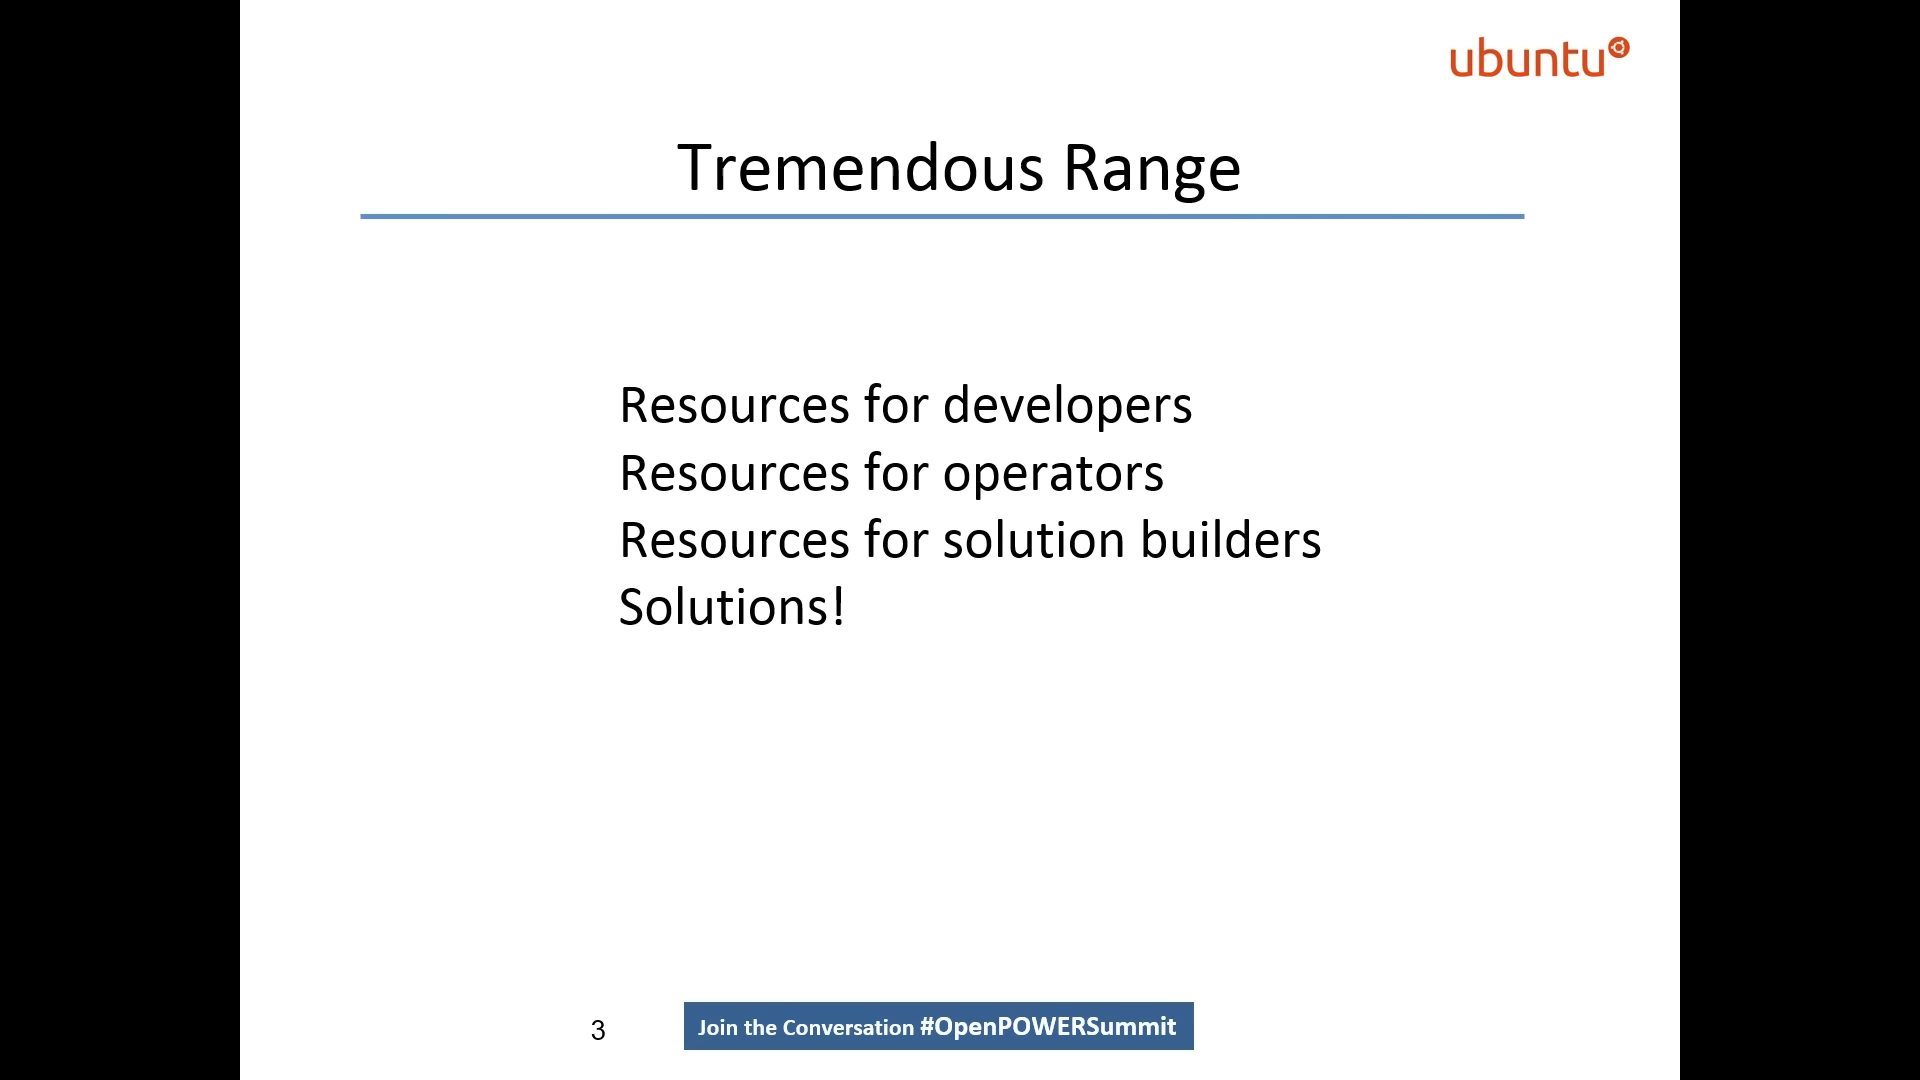 ubuntu
Tremendous Range
Resources for developers
Resources for operators
Resources for solution builders
Solutions!
3
Join the Conversation #OpenPOWERSummit